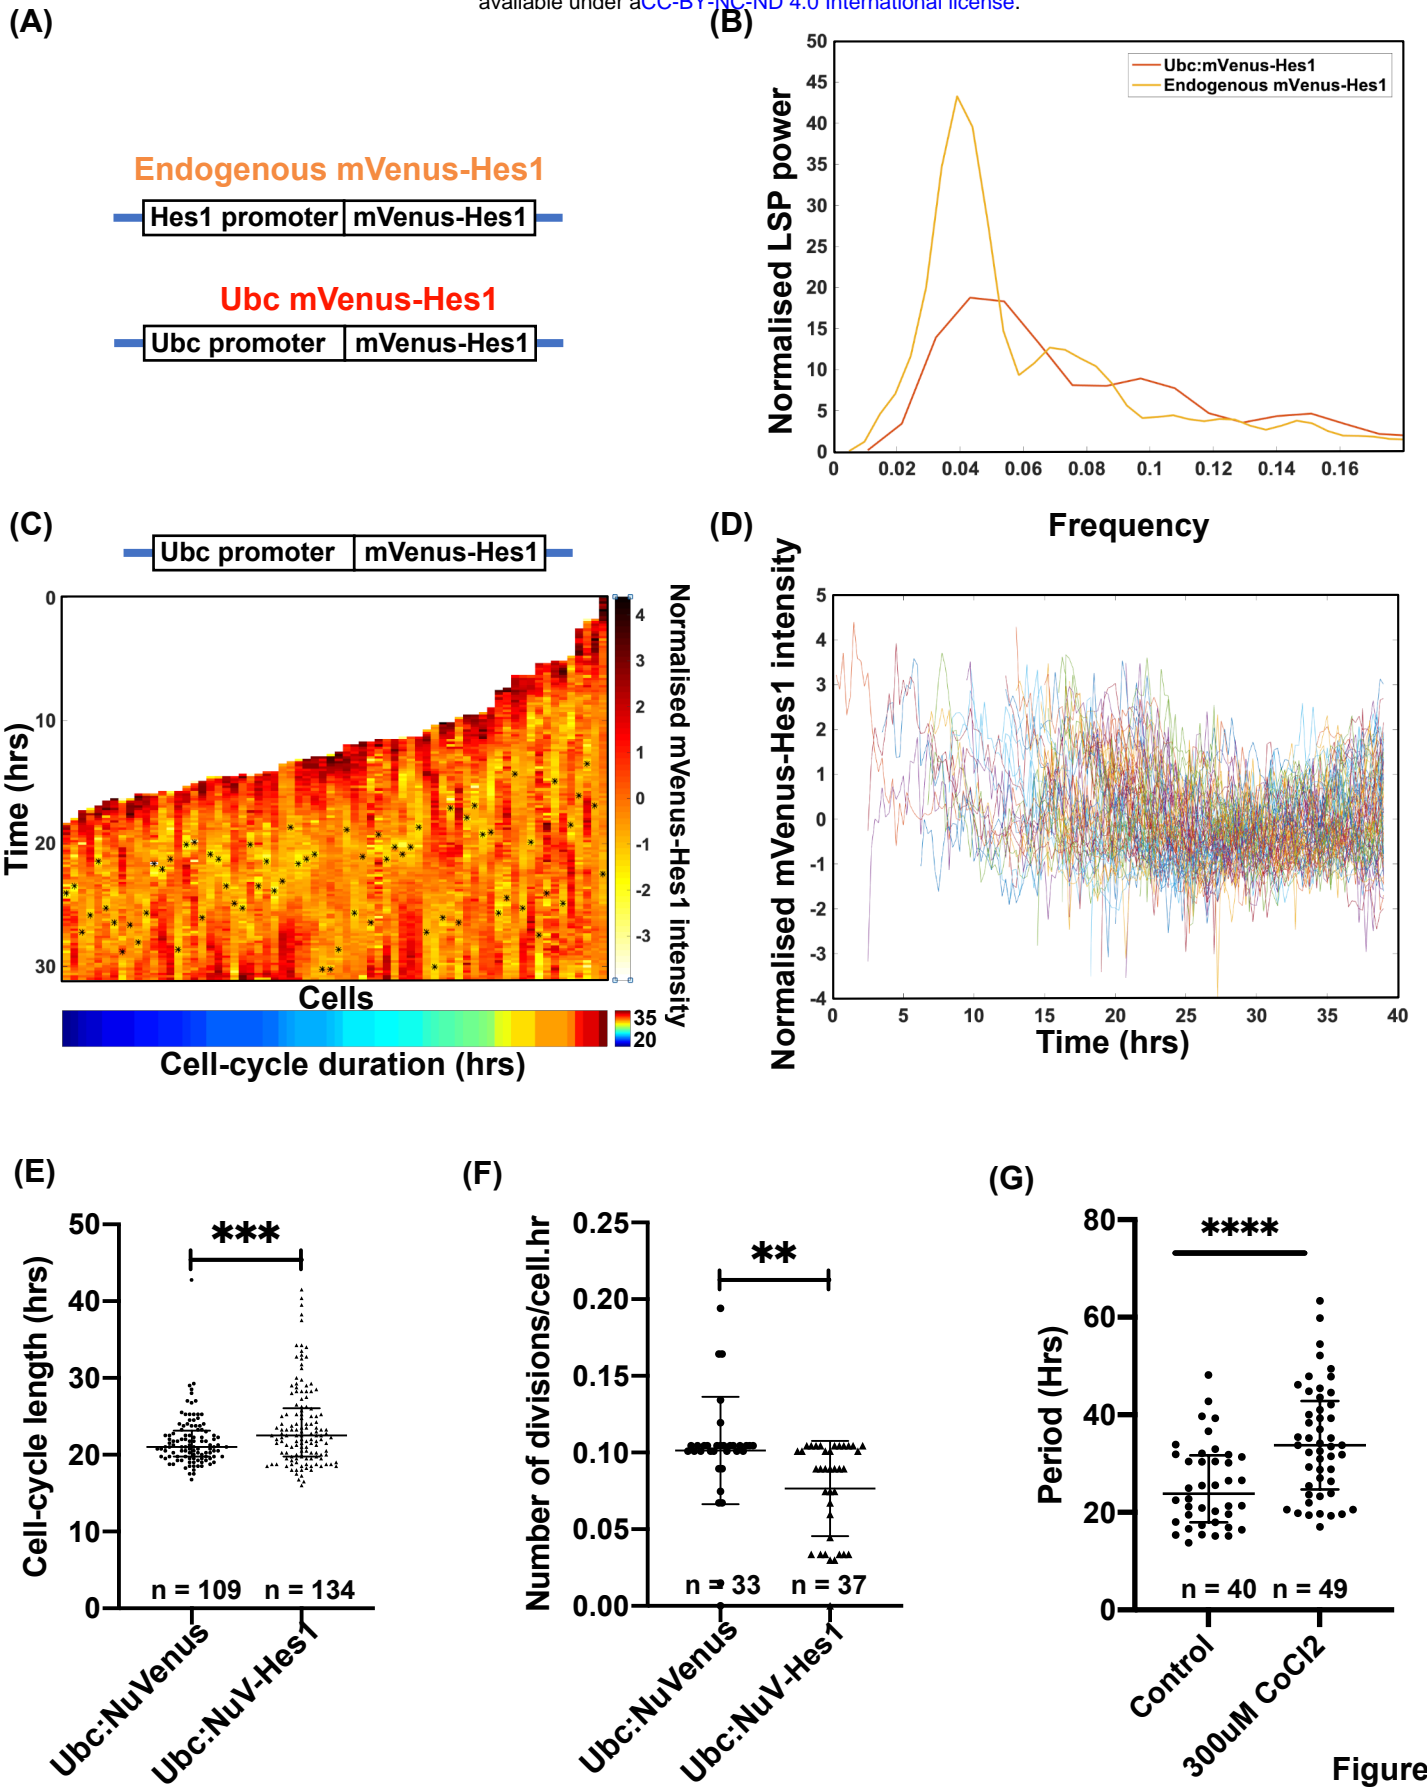 available under aCC-BY-NC-ND 4.0 International license.
(A)
Endogenous mVenus-Hes1
Hes1 promoter mVenus-Hes1
Ubc mVenus-Hes1
Ubc promoter mVenus-Hes1
(B)
Normalised LSP power
50
45
40
35
30
25
20
15
10
5
0
Ubc:mVenus-Hes1
Endogenous mVenus-Hes1
0 0.02 0.04 0.06 0.08 0.1 0.12 0.14 0.16
Frequency
(C)
Ubc promoter mVenus-Hes1
Time (hrs)
0
10
20
30
Cells
4
3
2
1
0
-1
-2
-3
Normalised mVenus-Hes1 intensity
35
20
Cell-cycle duration (hrs)
(D)
Normalised mVenus-Hes1 intensity
5
4
3
2
1
0
-1
-2
-3
-4
0 5 10 15 20 25 30 35 40
Time (hrs)
(E)
Cell-cycle length (hrs)
50
40
30
20
10
0
***
n = 109 n = 134
Ubc:NuVenus
Ubc:NuV-Hes1
(F)
Number of divisions/cell.hr
0.25
0.20
0.15
0.10
0.05
0.00
**
n = 33 n = 37
Ubc:NuVenus
Ubc:NuV-Hes1
(G)
Period (Hrs)
80
60
40
20
0
****
n = 40 n = 49
Control
300uM CoCl2
Figure